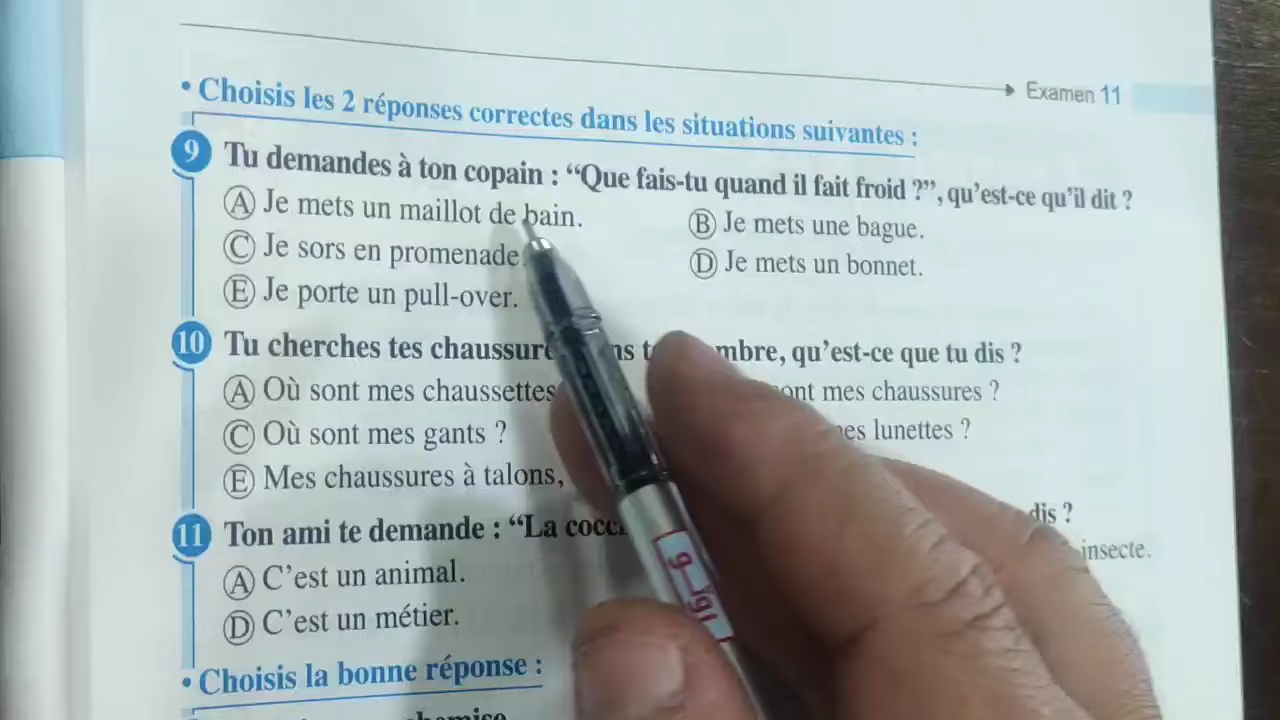 Examen 11
• Choisis les 2 réponses correctes dans les situations suivantes :
9 Tu demandes à ton copain : “Que fais-tu quand il fait froid ?”, qu’est-ce qu’il dit ?
A Je mets un maillot de bain. B Je mets une bague.
C Je sors en promenade. D Je mets un bonnet.
E Je porte un pull-over.
10 Tu cherches tes chaussure mbre, qu’est-ce que tu dis ?
A Où sont mes chaussettes ont mes chaussures ?
C Où sont mes gants ? mes lunettes ?
E Mes chaussures à talons,
11 Ton ami te demande : “La cocc dis ?
A C’est un animal. insecte.
D C’est un métier.
• Choisis la bonne réponse :
chemise